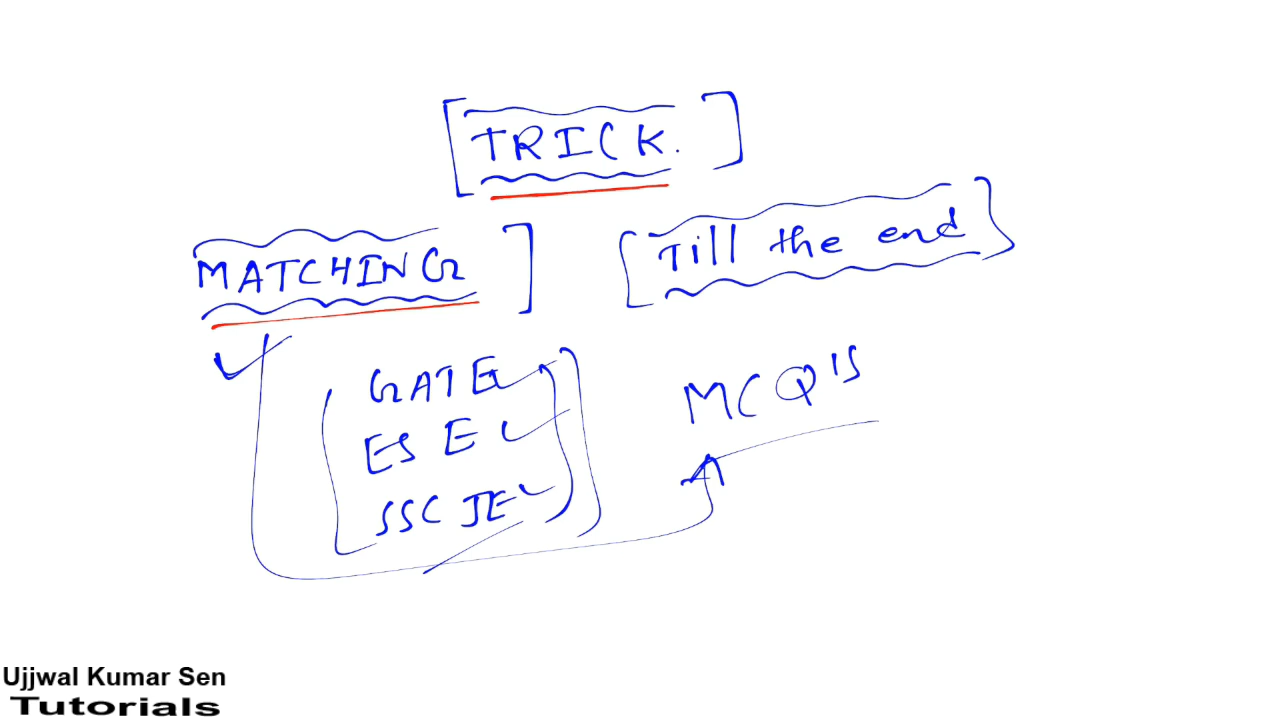 [TRICK.]
MATCHING]
[Till the end]
GATE
ESE
SSC JE
MCQ'S
Ujjwal Kumar Sen
Tutorials